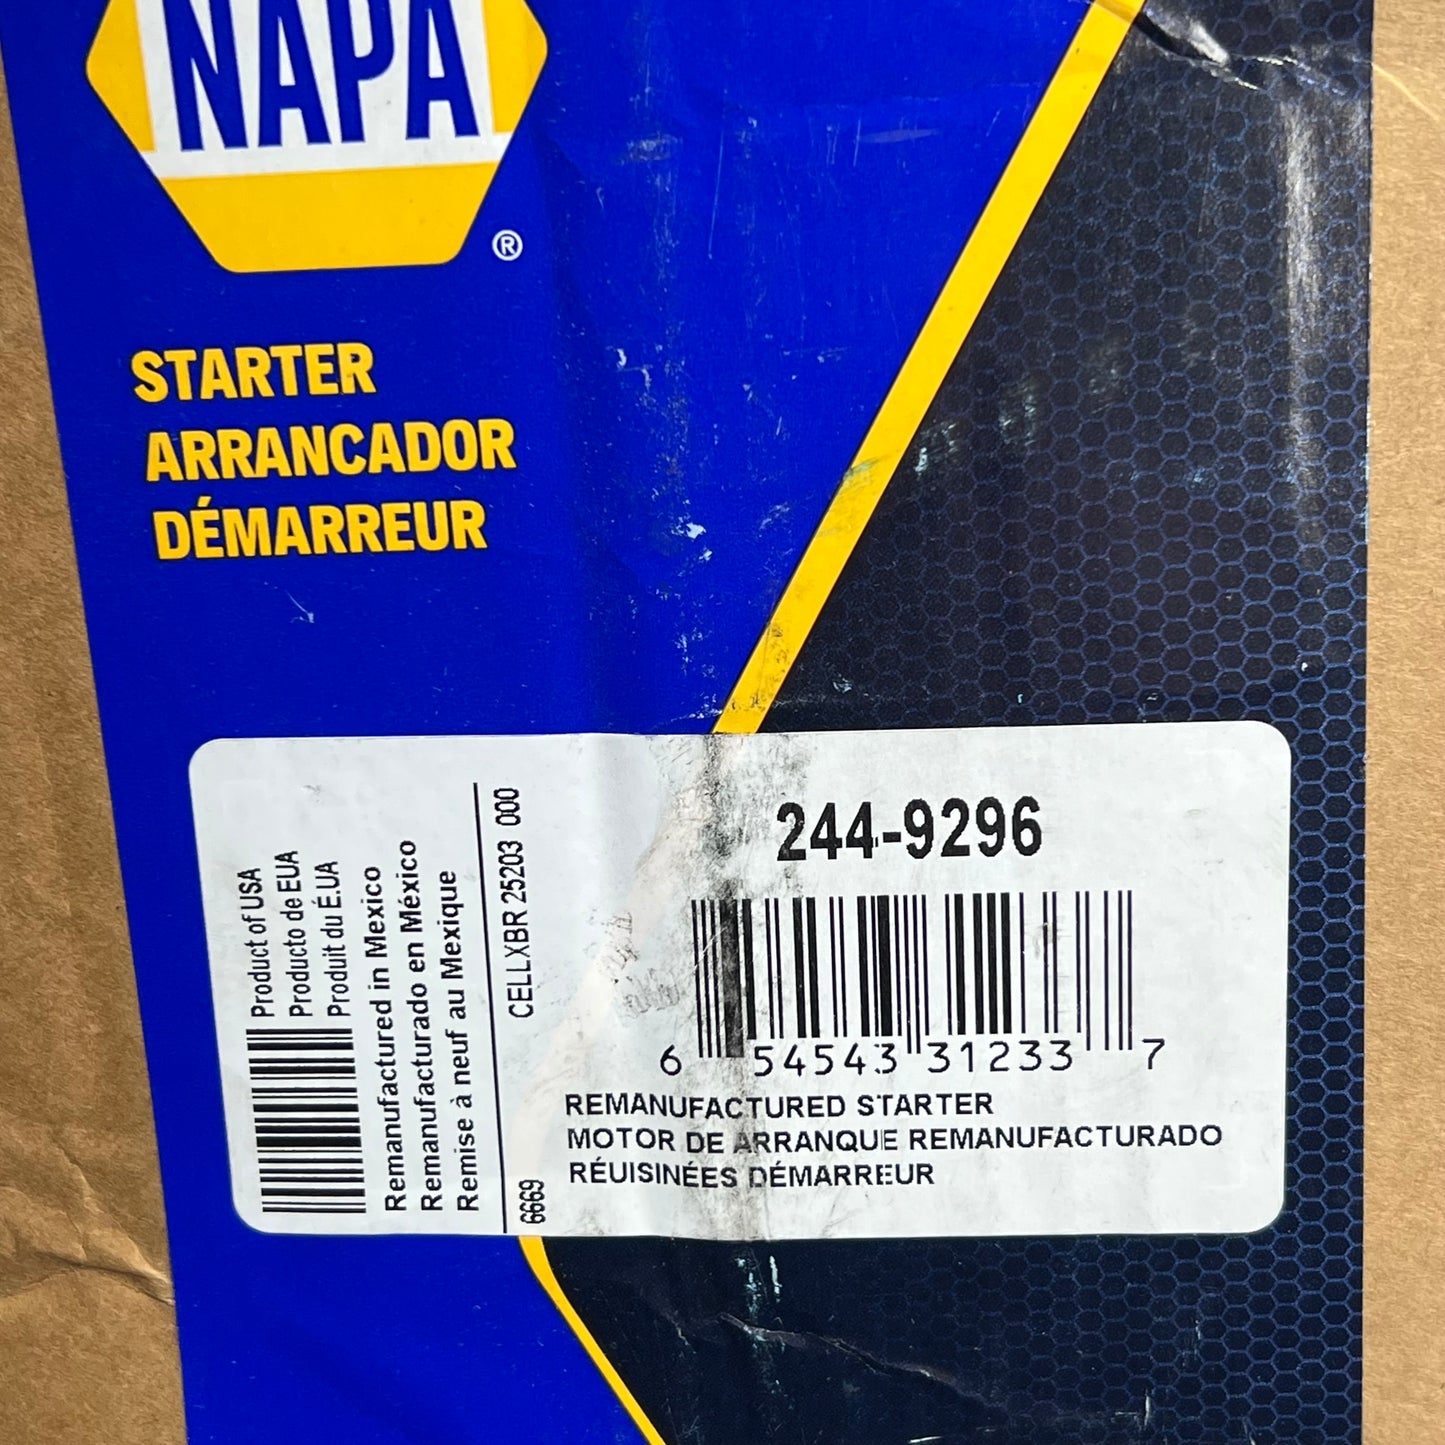 NAPA
®
STARTER
ARRANCADOR
DÉMARREUR
Product of USA
Producto de EUA
Produit du É.UA
Remanufactured in Mexico
Remanufacturado en México
Remise à neuf au Mexique
CELLXBR 25203 000
6669
244-9296
6 54543 31233 7
REMANUFACTURED STARTER
MOTOR DE ARRANQUE REMANUFACTURADO
RÉUISINÉES DÉMARREUR